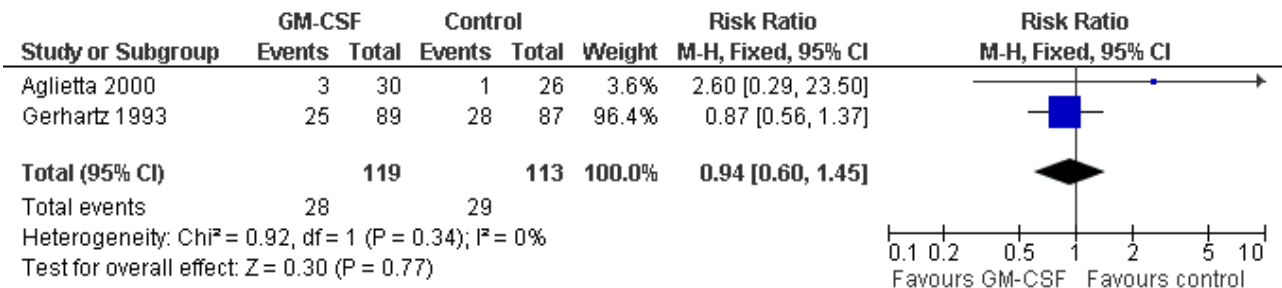 GM-CSF Control Risk Ratio Risk Ratio
Study or Subgroup Events Total Events Total Weight M-H, Fixed, 95% CI M-H, Fixed, 95% CI
Aglietta 2000 3 30 1 26 3.6% 2.60 [0.29, 23.50]
Gerhartz 1993 25 89 28 87 96.4% 0.87 [0.56, 1.37]
Total (95% CI) 119 113 100.0% 0.94 [0.60, 1.45]
Total events 28 29
Heterogeneity: Chi² = 0.92, df = 1 (P = 0.34); I² = 0%
Test for overall effect: Z = 0.30 (P = 0.77)
0.1 0.2 0.5 1 2 5 10
Favours GM-CSF Favours control